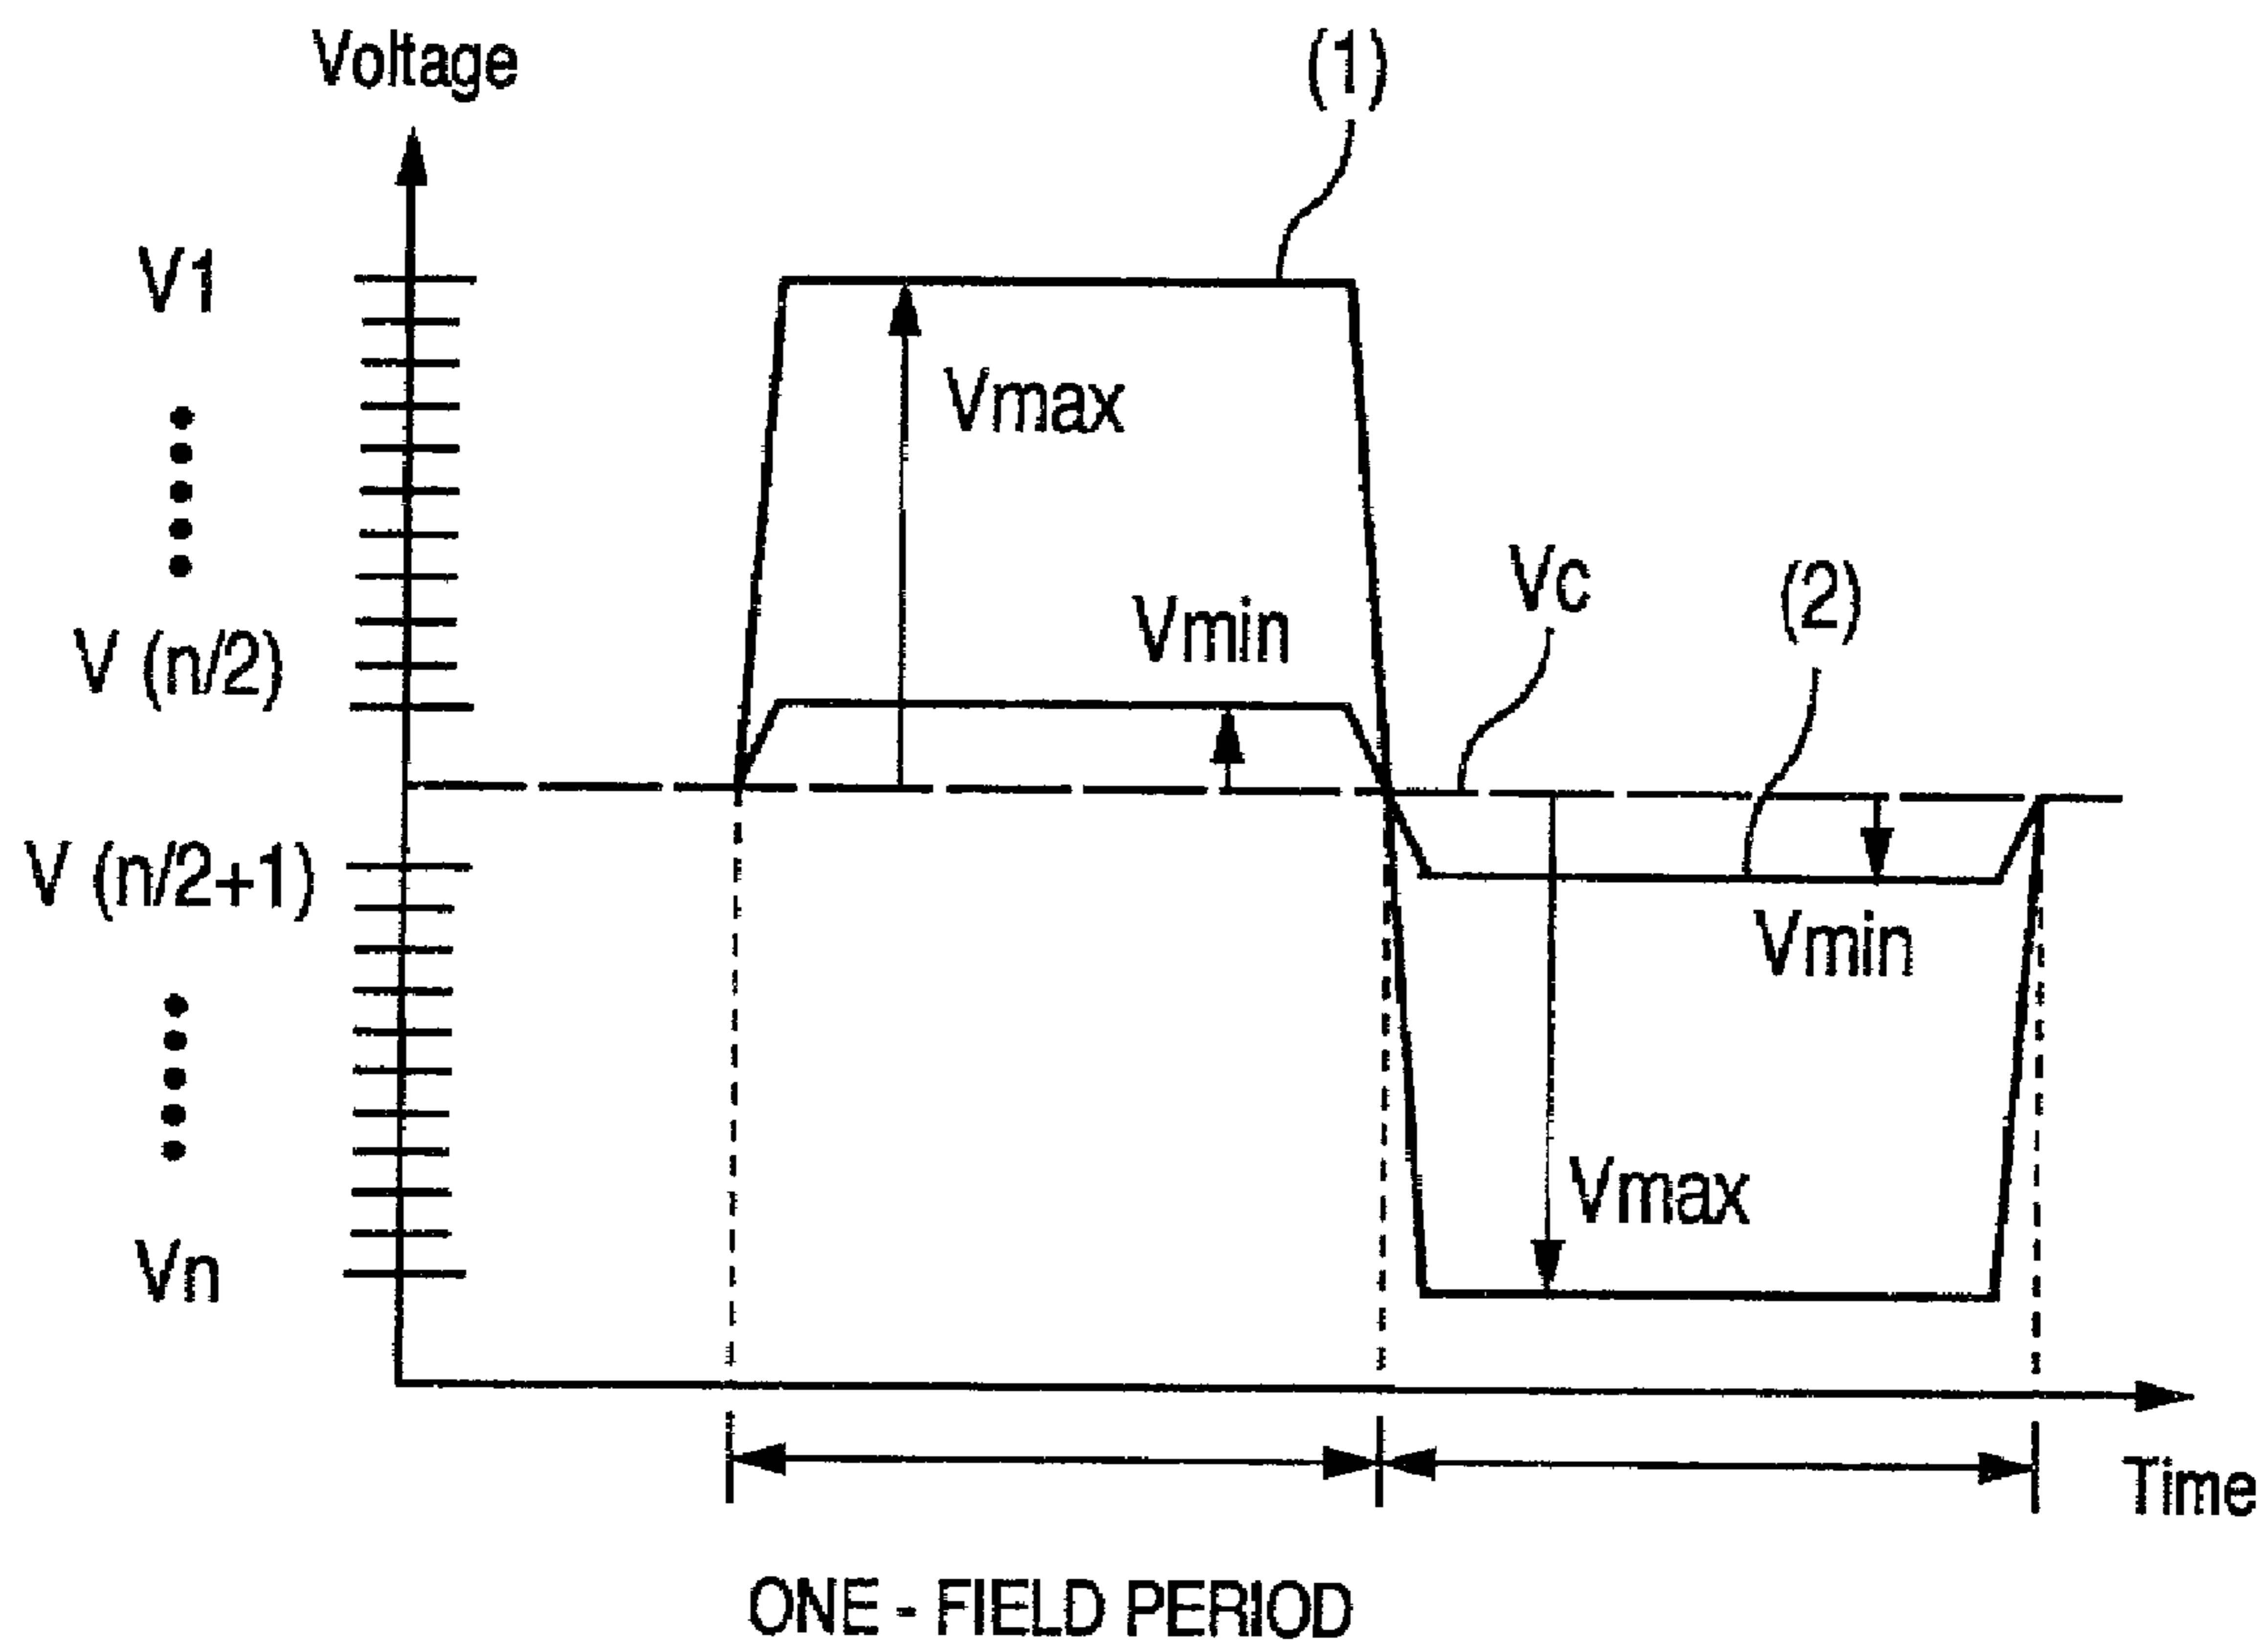 Voltage
(1)
V1
Vmax
Vc
(2)
Vmin
V (n/2)
V (n/2+1)
Vmin
Vmax
Vn
Time
ONE - FIELD PERIOD